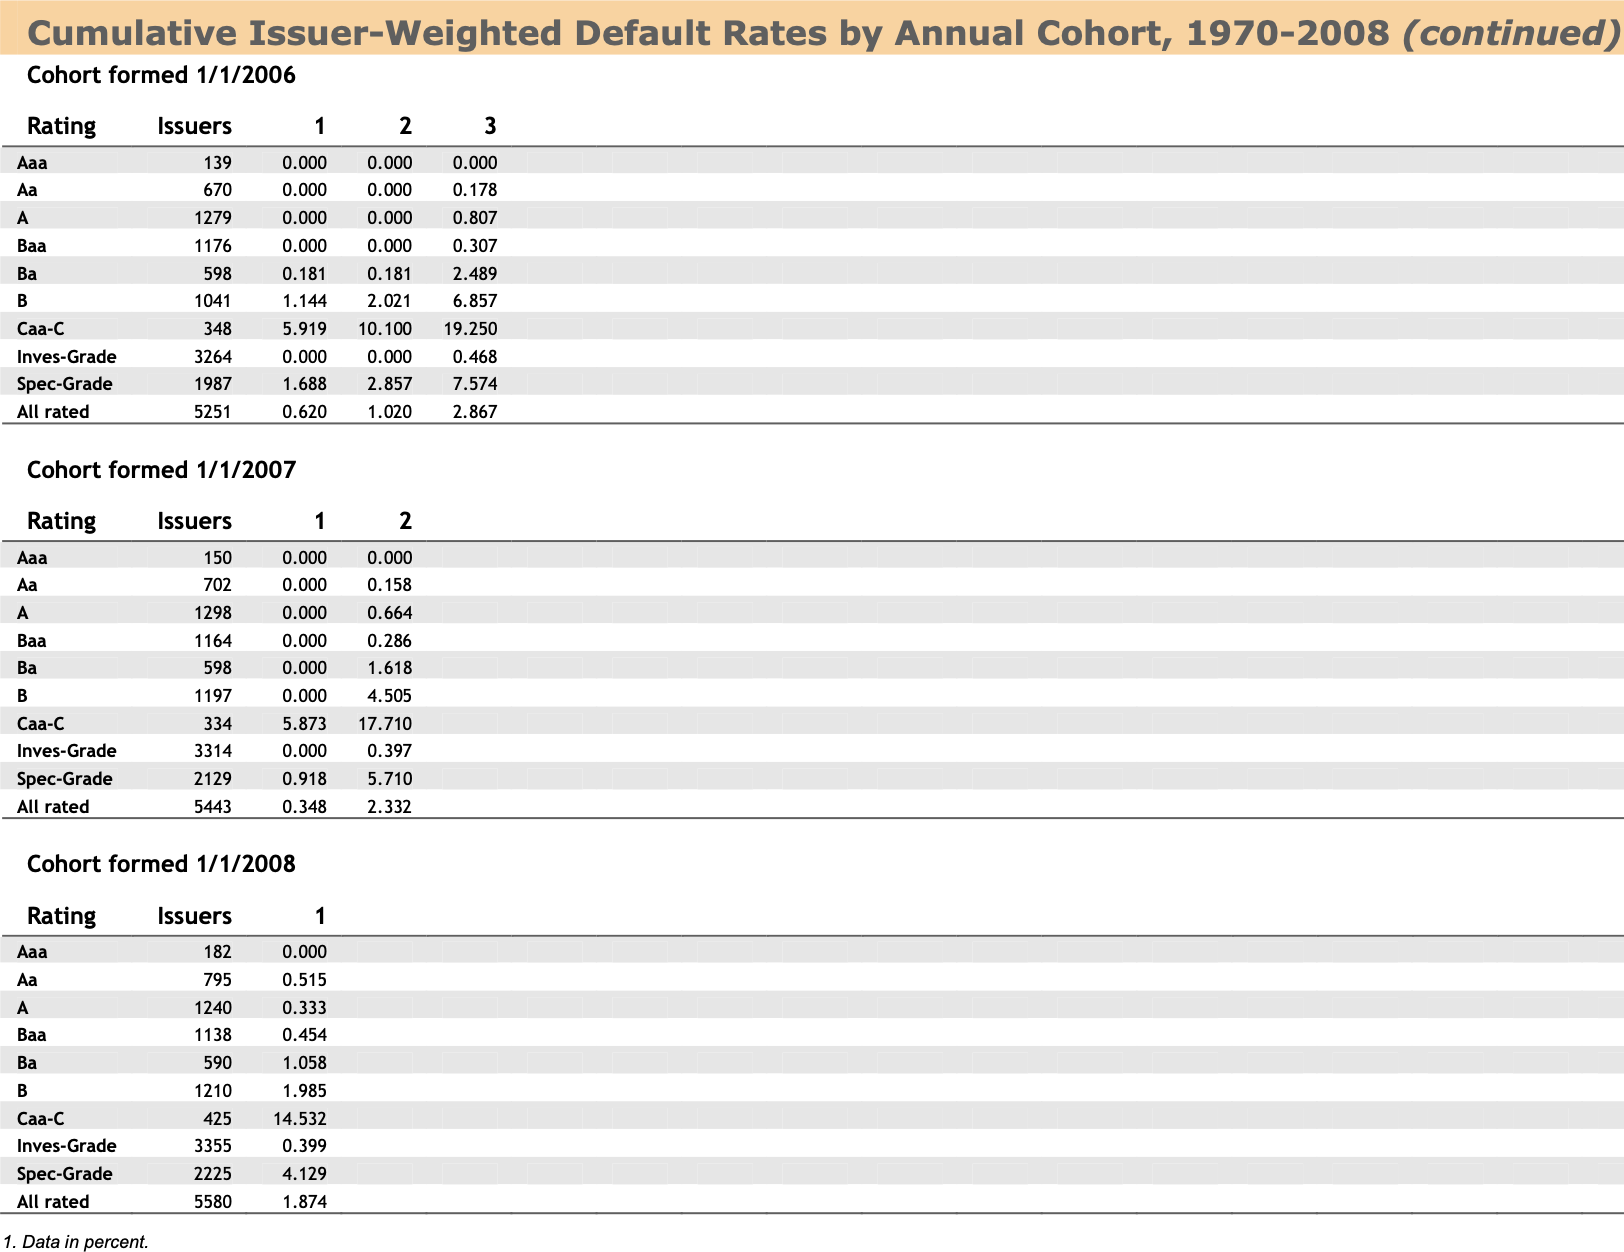 Cumulative Issuer-Weighted Default Rates by Annual Cohort, 1970-2008 (continued)
Cohort formed 1/1/2006
Rating Issuers 1 2 3
Aaa 139 0.000 0.000 0.000
Aa 670 0.000 0.000 0.178
A 1279 0.000 0.000 0.807
Baa 1176 0.000 0.000 0.307
Ba 598 0.181 0.181 2.489
B 1041 1.144 2.021 6.857
Caa-C 348 5.919 10.100 19.250
Inves-Grade 3264 0.000 0.000 0.468
Spec-Grade 1987 1.688 2.857 7.574
All rated 5251 0.620 1.020 2.867
Cohort formed 1/1/2007
Rating Issuers 1 2
Aaa 150 0.000 0.000
Aa 702 0.000 0.158
A 1298 0.000 0.664
Baa 1164 0.000 0.286
Ba 598 0.000 1.618
B 1197 0.000 4.505
Caa-C 334 5.873 17.710
Inves-Grade 3314 0.000 0.397
Spec-Grade 2129 0.918 5.710
All rated 5443 0.348 2.332
Cohort formed 1/1/2008
Rating Issuers 1
Aaa 182 0.000
Aa 795 0.515
A 1240 0.333
Baa 1138 0.454
Ba 590 1.058
B 1210 1.985
Caa-C 425 14.532
Inves-Grade 3355 0.399
Spec-Grade 2225 4.129
All rated 5580 1.874
1. Data in percent.